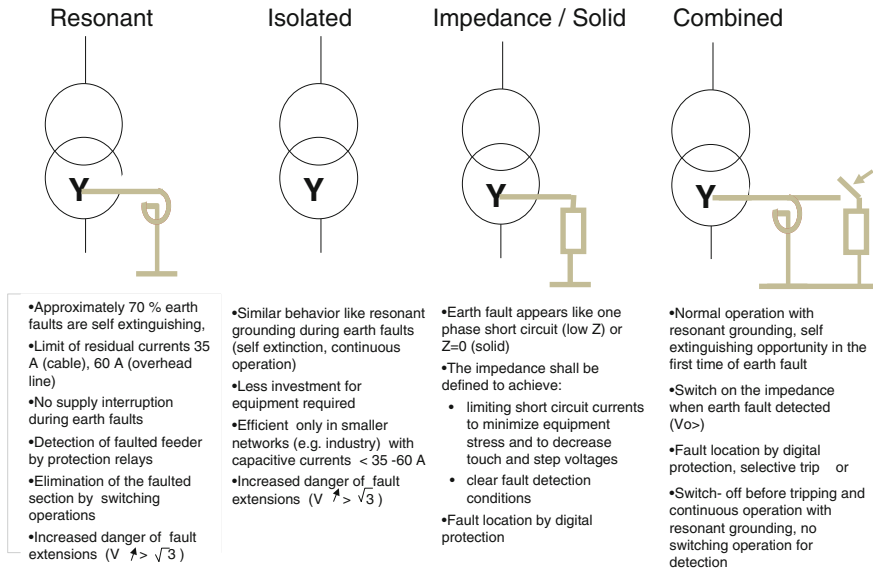 Resonant
Isolated
Impedance / Solid
Combined
Y
Y
Y
Y
•Approximately 70 % earth
faults are self extinguishing,
•Limit of residual currents 35
A (cable), 60 A (overhead
line)
•No supply interruption
during earth faults
•Detection of faulted feeder
by protection relays
•Elimination of the faulted
section by switching
operations
•Increased danger of fault
extensions (V ↗> √3 )
•Similar behavior like resonant
grounding during earth faults
(self extinction, continuous
operation)
•Less investment for
equipment required
•Efficient only in smaller
networks (e.g. industry) with
capacitive currents < 35 -60 A
•Increased danger of fault
extensions (V ↗> √3 )
•Earth fault appears like one
phase short circuit (low Z) or
Z=0 (solid)
•The impedance shall be
defined to achieve:
• limiting short circuit currents
to minimize equipment
stress and to decrease
touch and step voltages
• clear fault detection
conditions
•Fault location by digital
protection
•Normal operation with
resonant grounding, self
extinguishing opportunity in the
first time of earth fault
•Switch on the impedance
when earth fault detected
(Vo>)
•Fault location by digital
protection, selective trip or
•Switch- off before tripping and
continuous operation with
resonant grounding, no
switching operation for
detection